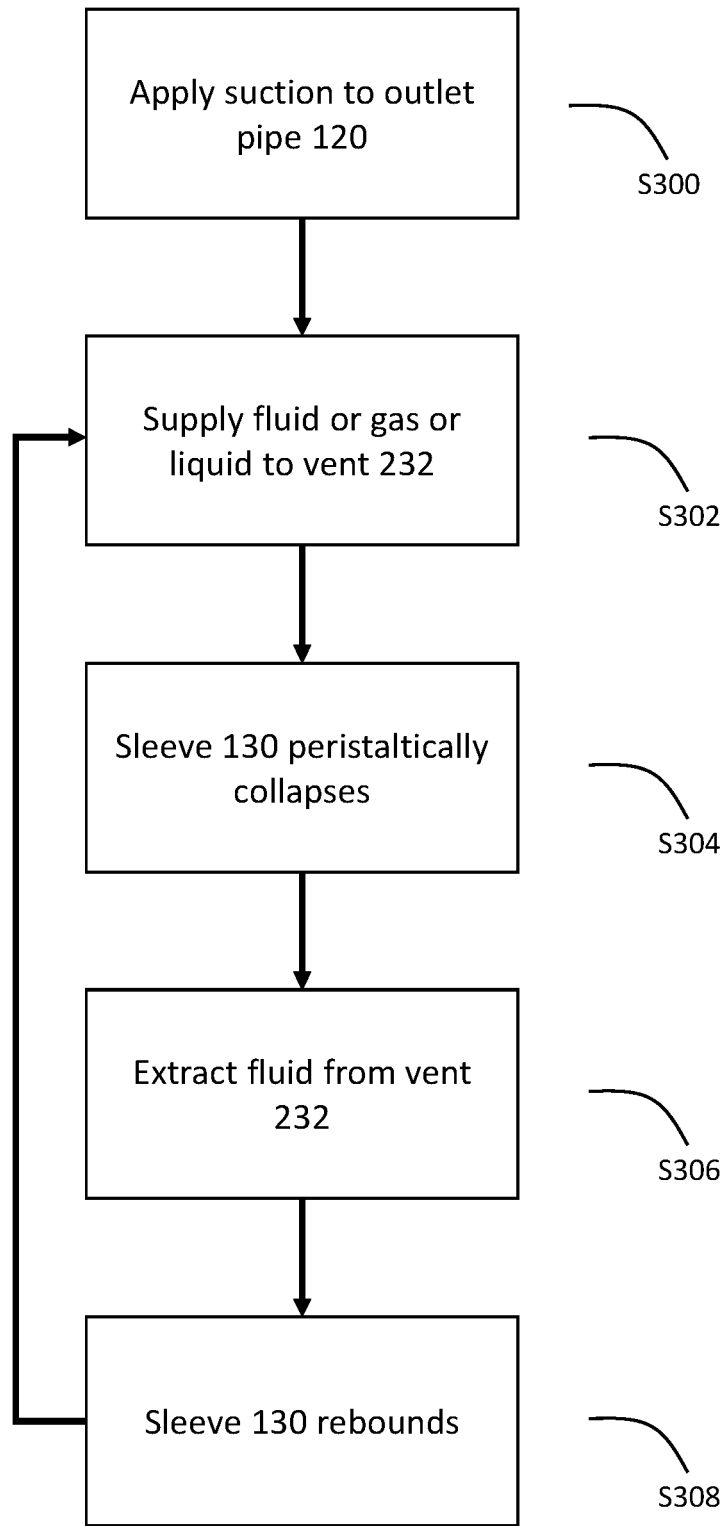 Apply suction to outlet
pipe 120
S300
Supply fluid or gas or
liquid to vent 232
S302
Sleeve 130 peristaltically
collapses
S304
Extract fluid from vent
232
S306
Sleeve 130 rebounds
S308